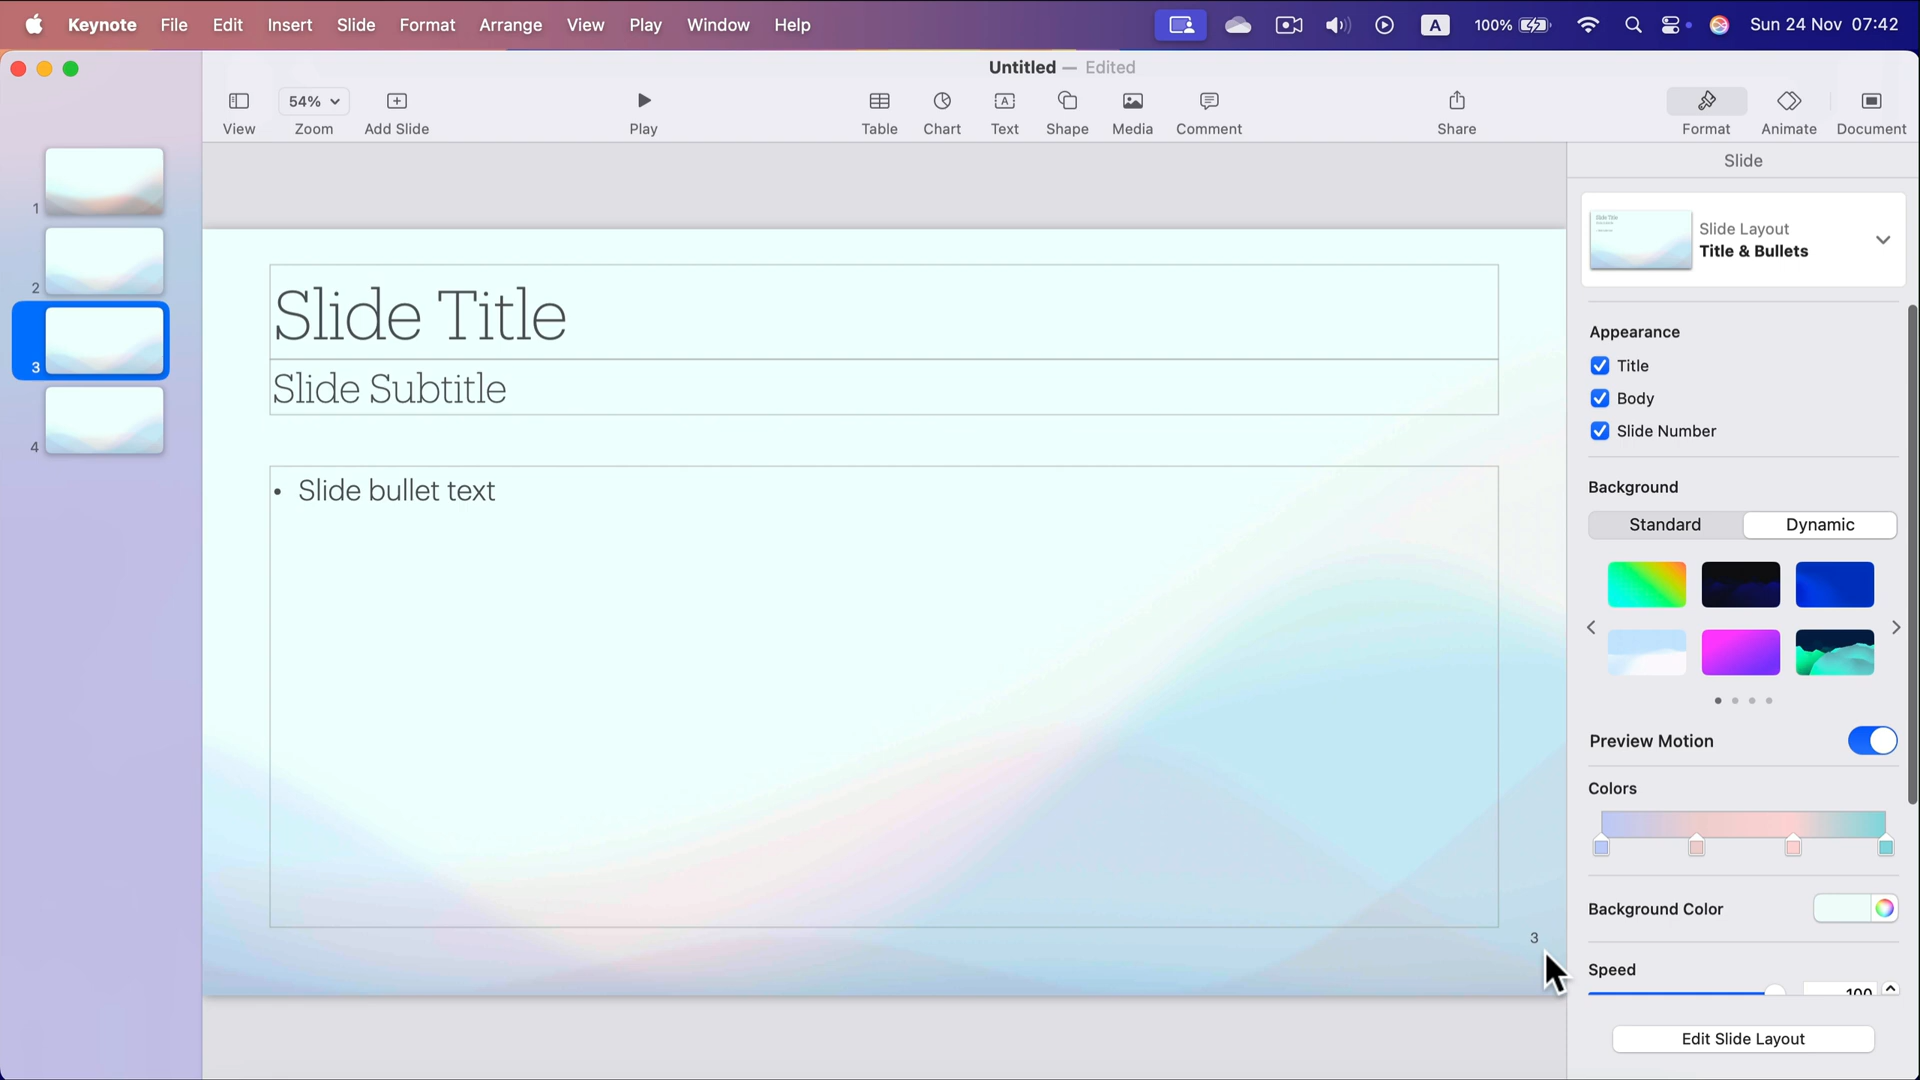 Keynote File Edit Insert Slide Format Arrange View Play Window Help A 100% Sun 24 Nov 07:42
Untitled — Edited
54%
View Zoom Add Slide Play Table Chart Text Shape Media Comment Share Format Animate Document
Slide
Slide Layout
Title & Bullets
1
2
3
4
Slide Title
Slide Subtitle
• Slide bullet text
3
Appearance
Title
Body
Slide Number
Background
Standard Dynamic
Preview Motion
Colors
Background Color
Speed
100
Edit Slide Layout